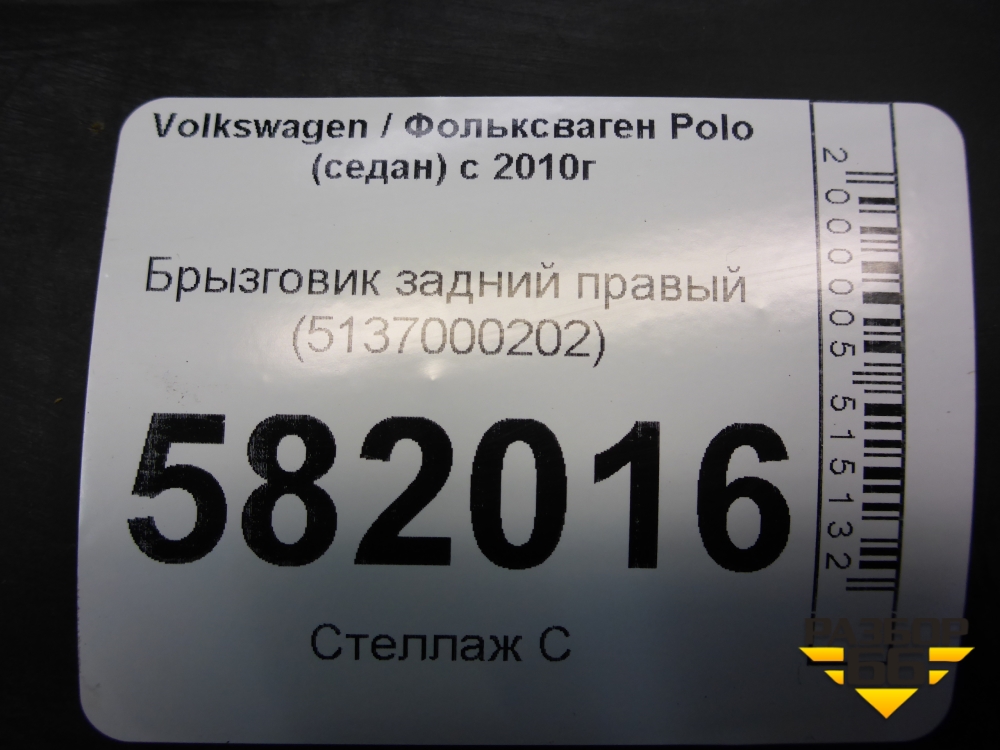 Volkswagen / Фольксваген Polo
(седан) с 2010г
Брызговик задний правый
(5137000202)
582016
Стеллаж С
2000005515132
РАЗБОР
66